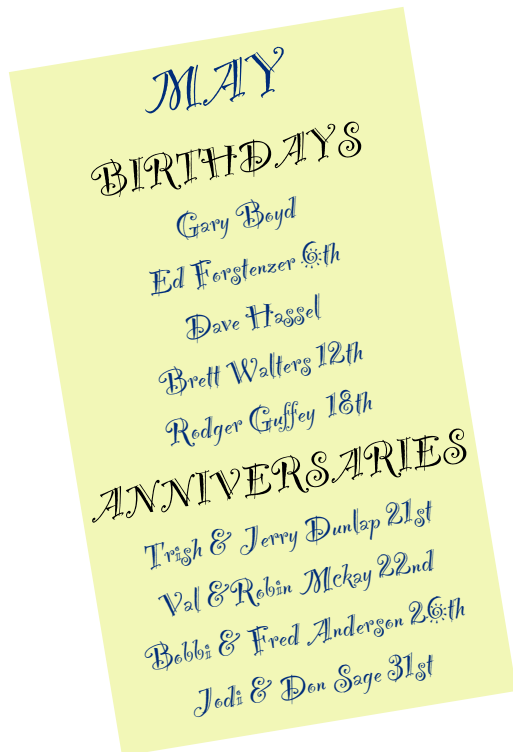 MAY
BIRTHDAYS
Gary Boyd
Ed Forstenzer 6th
Dave Hassel
Brett Walters 12th
Rodger Guffey 18th
ANNIVERSARIES
Trish & Jerry Dunlap 21st
Val &Robin Mckay 22nd
Bobbi & Fred Anderson 26th
Jodi & Don Sage 31st